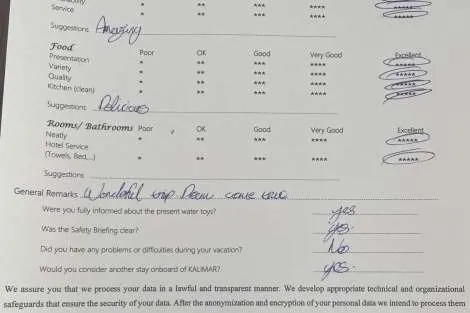 Service * ** *** **** *****
* ** *** **** *****
Suggestions Amazing
Food Poor OK Good Very Good Excellent
Presentation * ** *** **** *****
Variety * ** *** **** *****
Quality * ** *** **** *****
Kitchen (clean) * ** *** **** *****
Suggestions Delicious
Rooms/ Bathrooms Poor OK Good Very Good Excellent
Neatly * ** *** **** *****
Hotel Service
(Towels, Bed,...) * ** *** **** *****
Suggestions
General Remarks Wonderful trip Dream come true
Were you fully informed about the present water toys? yes
Was the Safety Briefing clear? yes.
Did you have any problems or difficulties during your vacation? No
Would you consider another stay onboard of KALIMAR? yes.
We assure you that we process your data in a lawful and transparent manner. We develop appropriate technical and organizational
safeguards that ensure the security of your data. After the anonymization and encryption of your personal data we intend to process them